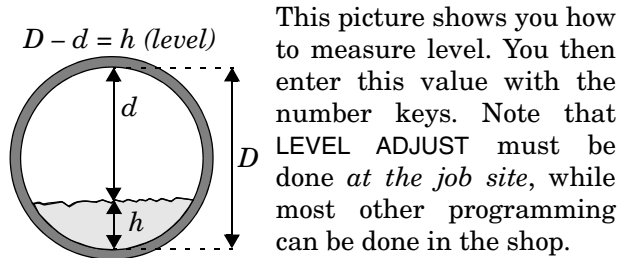 D – d = h (level)
d
D
h
This picture shows you how
to measure level. You then
enter this value with the
number keys. Note that
LEVEL ADJUST must be
done at the job site, while
most other programming
can be done in the shop.